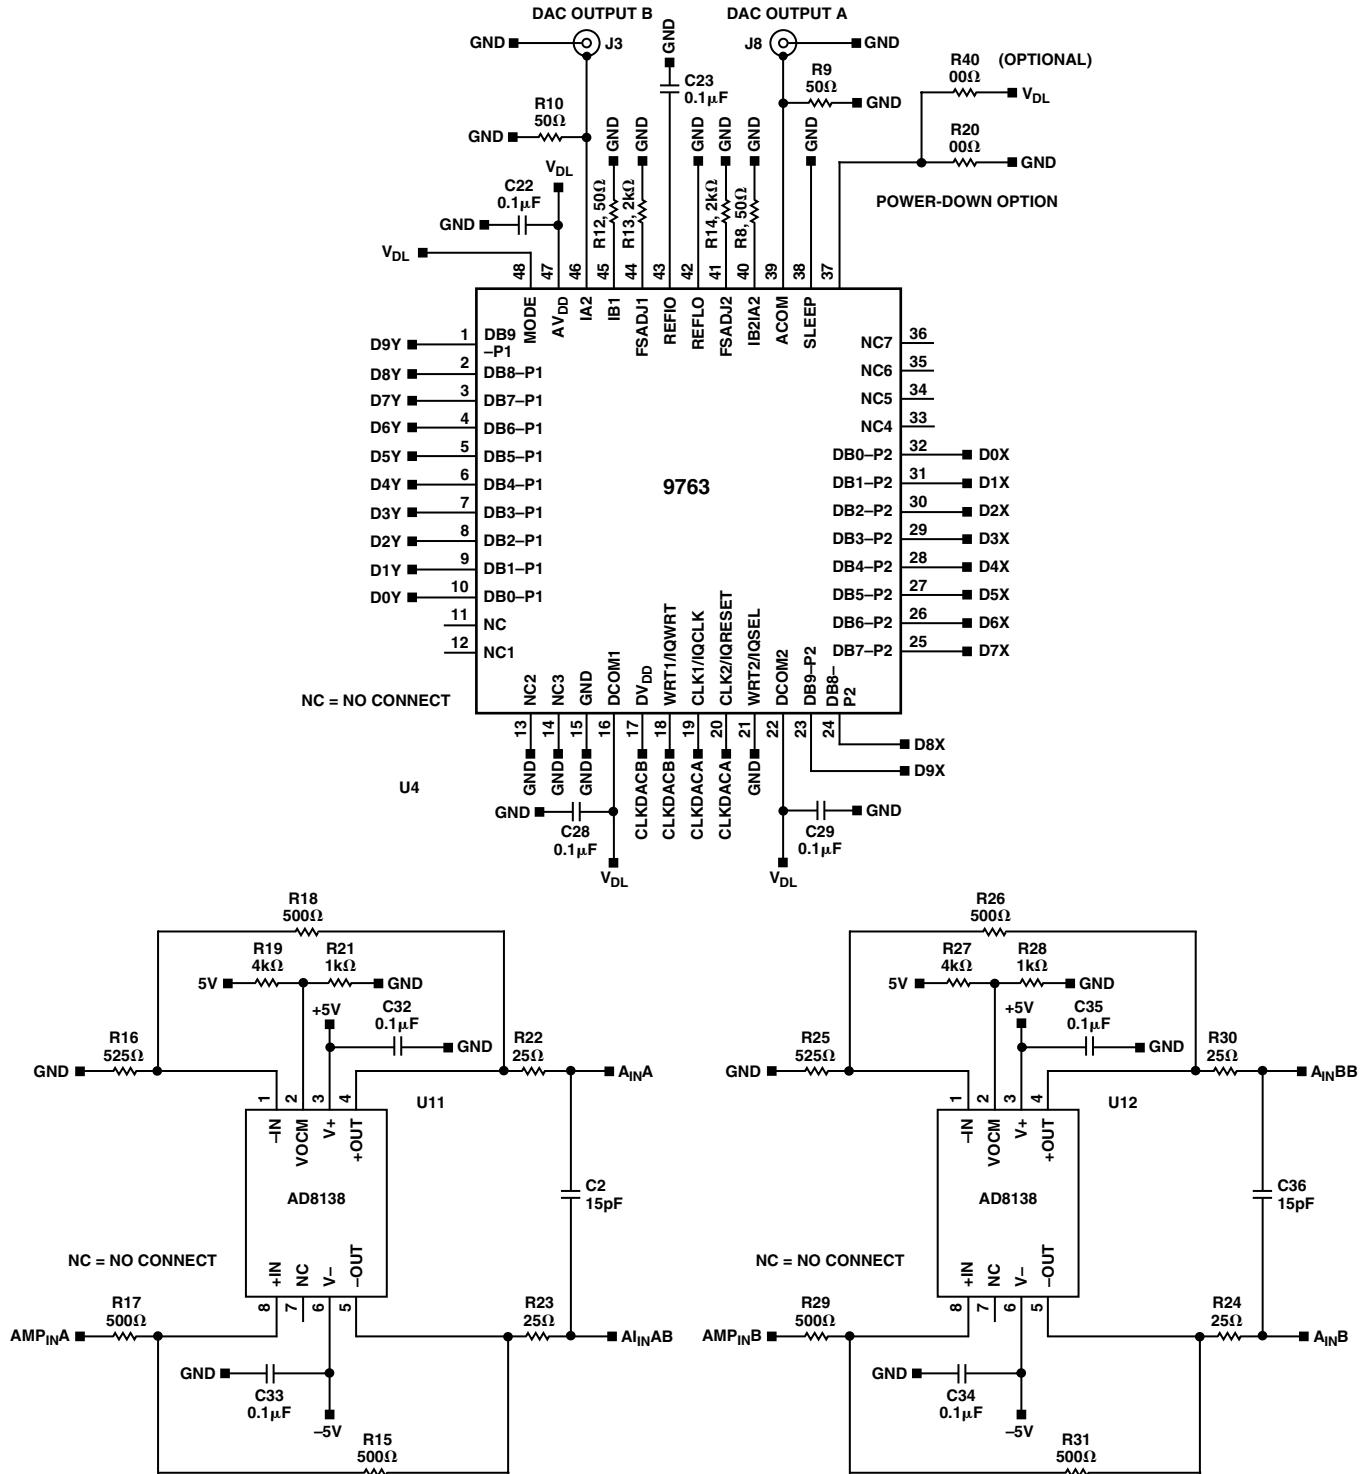 DAC OUTPUT B
DAC OUTPUT A
GND
J3
J8
GND
GND
R40
00Ω
(OPTIONAL)
VDL
C23
0.1µF
R9
50Ω
GND
R10
50Ω
GND
R20
00Ω
GND
POWER-DOWN OPTION
VDL
C22
0.1µF
GND
VDL
GND
GND
GND
GND
GND
GND
R12, 50Ω
R13, 2kΩ
R14, 2kΩ
R8, 50Ω
48
47
46
45
44
43
42
41
40
39
38
37
MODE
AVDD
IA2
IB1
FSADJ1
REFIO
REFLO
FSADJ2
IB2IA2
ACOM
SLEEP
D9Y 1 DB9
–P1
D8Y 2 DB8–P1
D7Y 3 DB7–P1
D6Y 4 DB6–P1
D5Y 5 DB5–P1
D4Y 6 DB4–P1
D3Y 7 DB3–P1
D2Y 8 DB2–P1
D1Y 9 DB1–P1
D0Y 10 DB0–P1
11 NC
12 NC1
9763
NC7 36
NC6 35
NC5 34
NC4 33
DB0–P2 32 D0X
DB1–P2 31 D1X
DB2–P2 30 D2X
DB3–P2 29 D3X
DB4–P2 28 D4X
DB5–P2 27 D5X
DB6–P2 26 D6X
DB7–P2 25 D7X
NC2
NC3
GND
DCOM1
DVDD
WRT1/IQWRT
CLK1/IQCLK
CLK2/IQRESET
WRT2/IQSEL
DCOM2
DB9–P2
DB8–
P2
NC = NO CONNECT
13
14
15
16
17
18
19
20
21
22
23
24
GND
GND
GND
CLKDACB
CLKDACB
CLKDACA
CLKDACA
GND
D8X
D9X
U4
GND
C28
0.1µF
VDL
C29
0.1µF
GND
VDL
R18
500Ω
R19
4kΩ
R21
1kΩ
5V
GND
+5V
C32
0.1µF
GND
R16
525Ω
GND
R22
25Ω
AINA
U11
1
2
3
4
–IN
VOCM
V+
+OUT
AD8138
C2
15pF
NC = NO CONNECT
+IN
NC
V–
–OUT
8
7
6
5
R17
500Ω
AMPINA
R23
25Ω
AIINAB
GND
C33
0.1µF
–5V
R15
500Ω
R26
500Ω
R27
4kΩ
R28
1kΩ
5V
GND
+5V
C35
0.1µF
GND
R25
525Ω
GND
R30
25Ω
AINBB
U12
1
2
3
4
–IN
VOCM
V+
+OUT
AD8138
C36
15pF
NC = NO CONNECT
+IN
NC
V–
–OUT
8
7
6
5
R29
500Ω
AMPINB
R24
25Ω
AINB
GND
C34
0.1µF
–5V
R31
500Ω